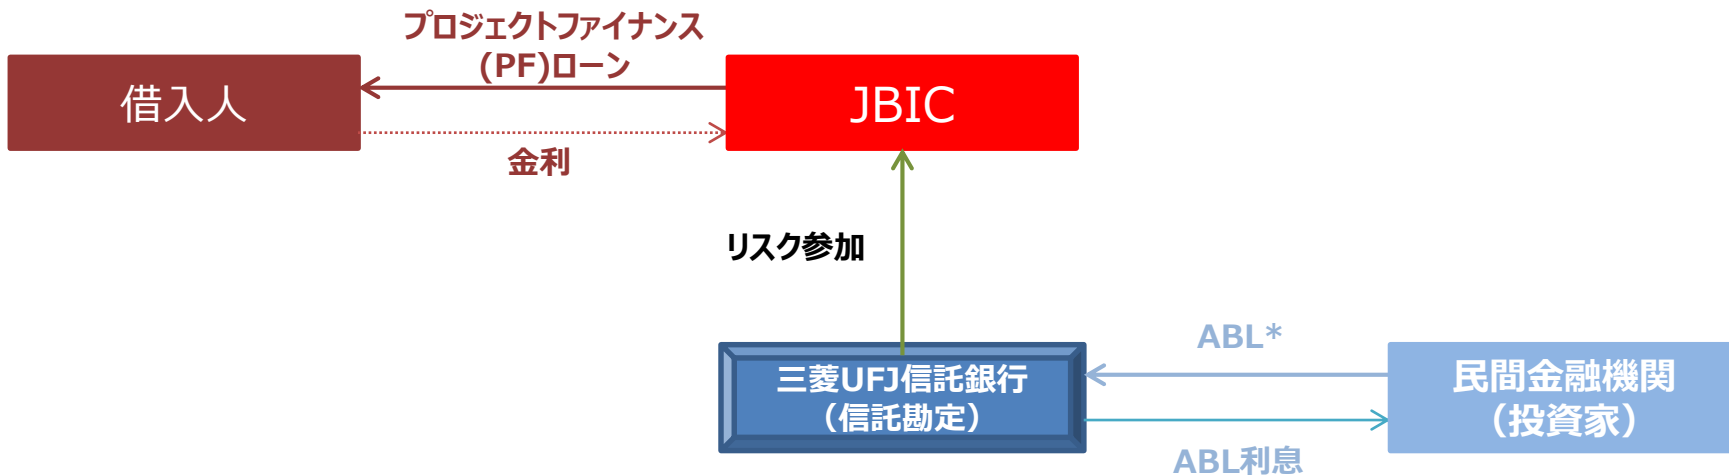 プロジェクトファイナンス
(PF)ローン
借入人
JBIC
金利
リスク参加
ABL*
三菱UFJ信託銀行
（信託勘定）
民間金融機関
（投資家）
ABL利息